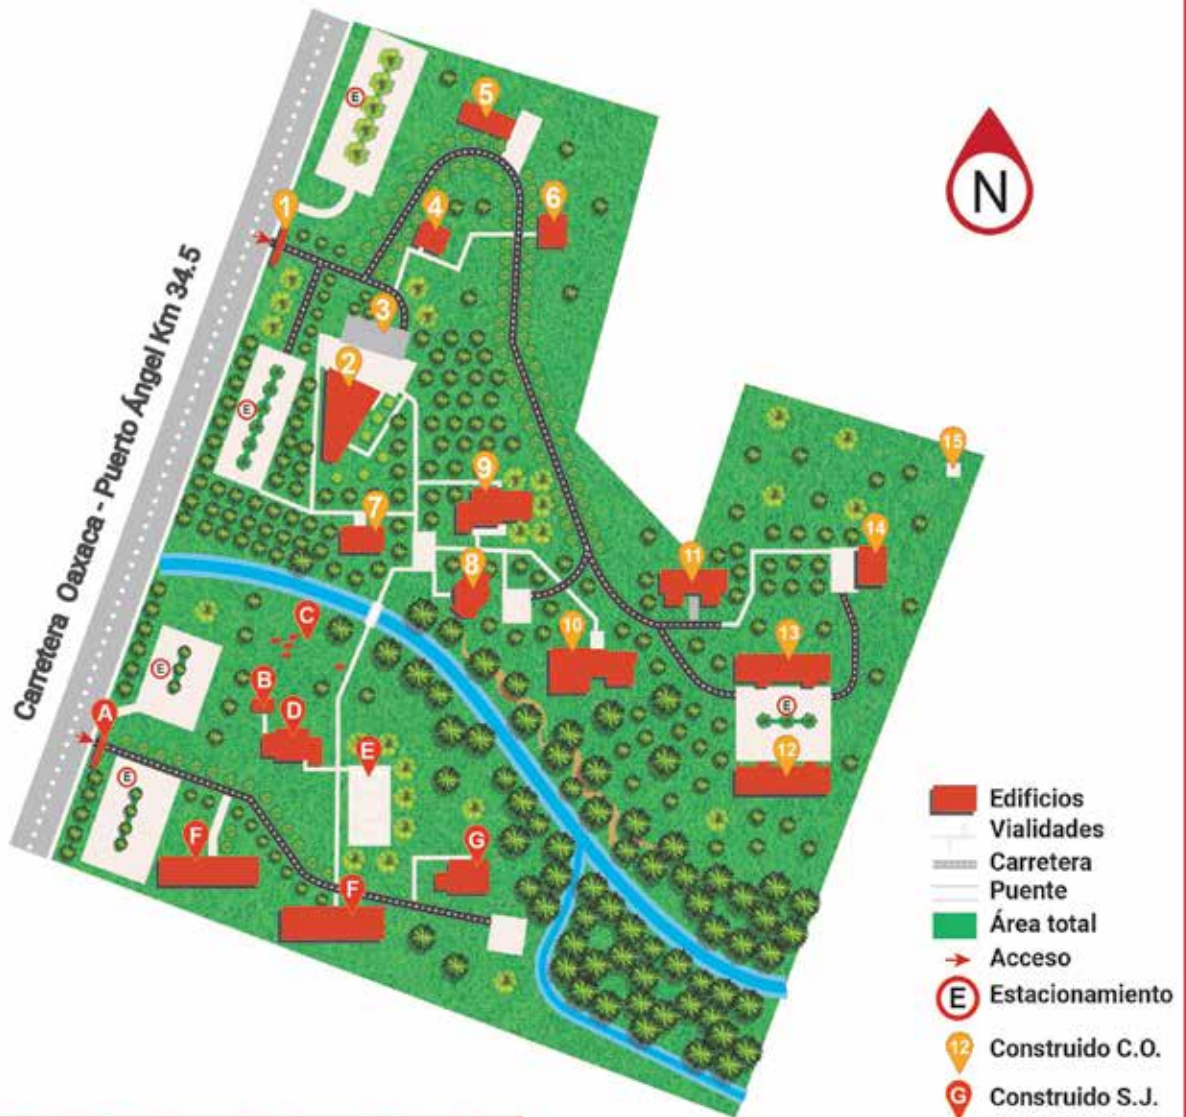 5
E
1
4
6
N
3
2
Carretera Oaxaca - Puerto Ángel Km 34.5
E
15
9
7
14
11
8
C
10
13
E
B
A
D
E
12
E
E
F
G
F
Edificios
Vialidades
Carretera
Puente
Área total
Acceso
E Estacionamiento
12 Construido C.O.
G Construido S.J.